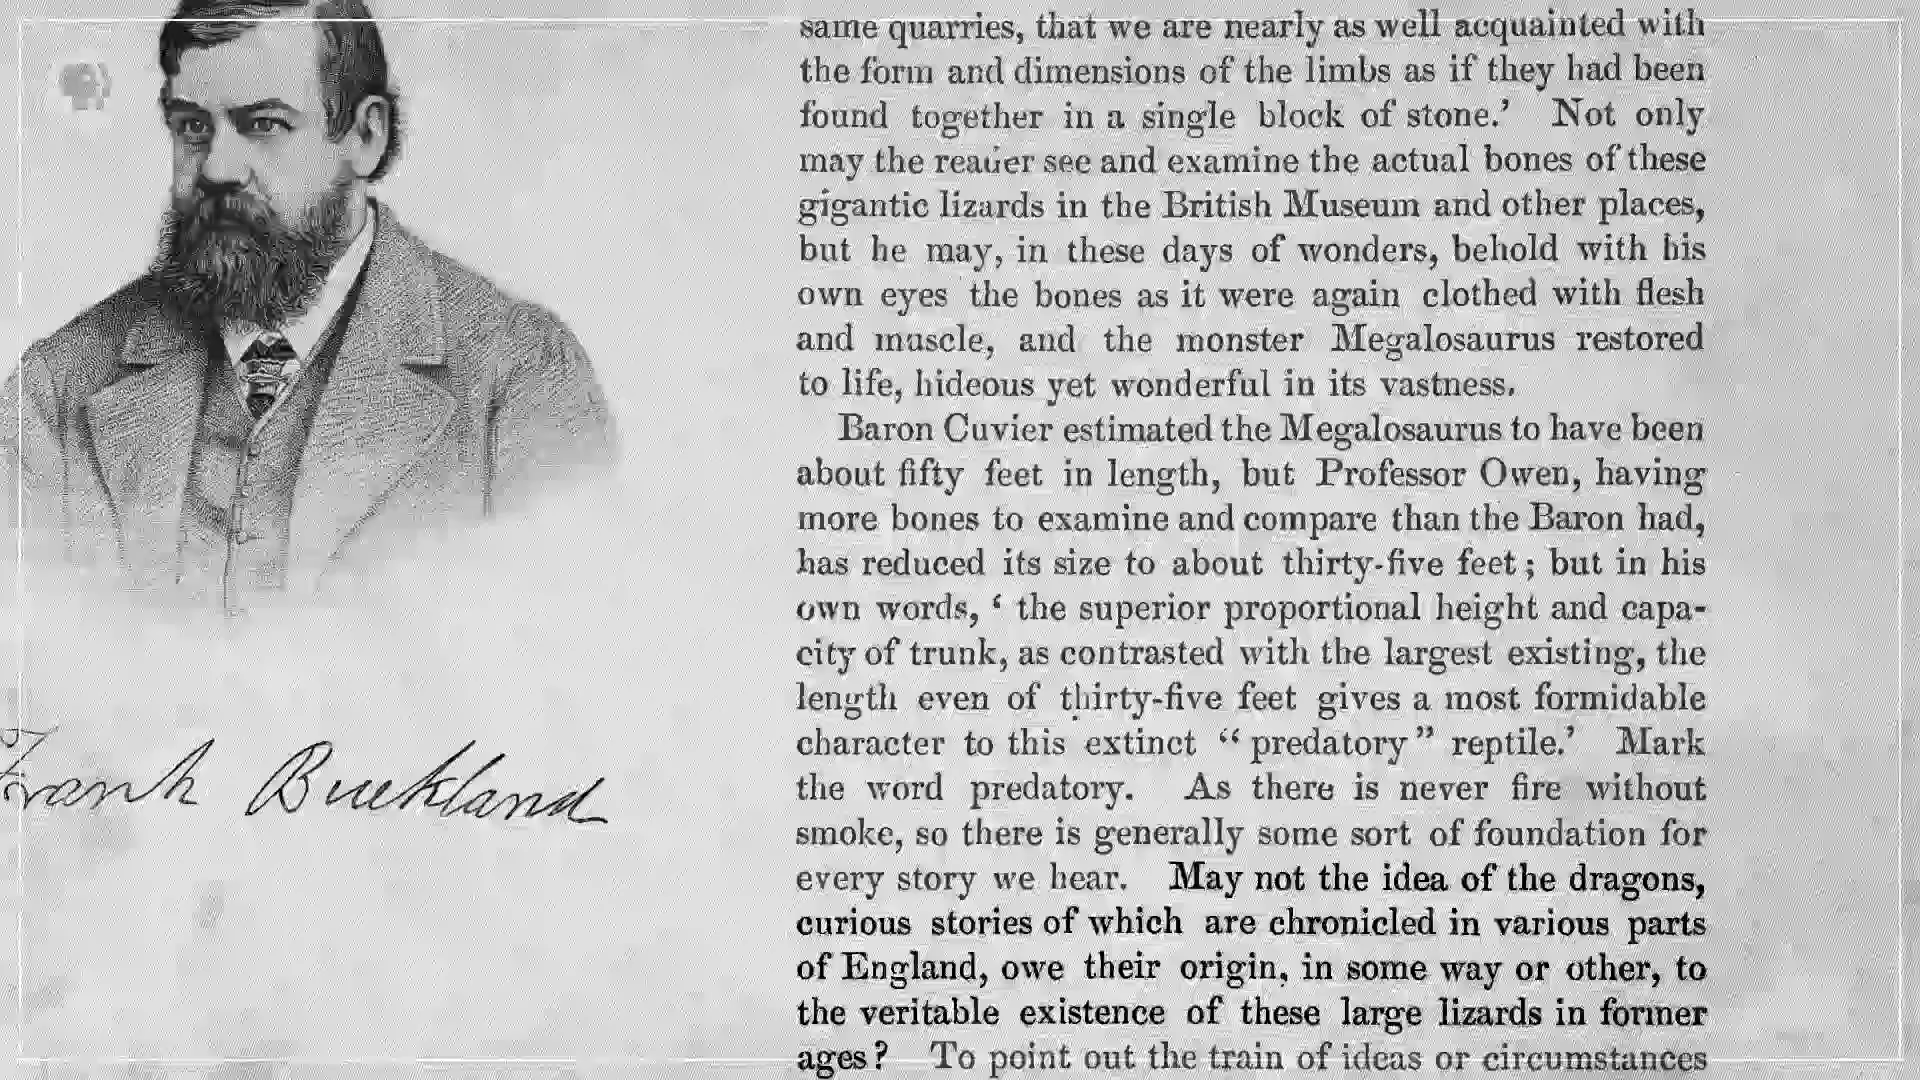 Frank Buckland
same quarries, that we are nearly as well acquainted with
the form and dimensions of the limbs as if they had been
found together in a single block of stone.’ Not only
may the reader see and examine the actual bones of these
gigantic lizards in the British Museum and other places,
but he may, in these days of wonders, behold with his
own eyes the bones as it were again clothed with flesh
and muscle, and the monster Megalosaurus restored
to life, hideous yet wonderful in its vastness.
Baron Cuvier estimated the Megalosaurus to have been
about fifty feet in length, but Professor Owen, having
more bones to examine and compare than the Baron had,
has reduced its size to about thirty-five feet; but in his
own words, ‘ the superior proportional height and capa-
city of trunk, as contrasted with the largest existing, the
length even of thirty-five feet gives a most formidable
character to this extinct “predatory” reptile.’ Mark
the word predatory. As there is never fire without
smoke, so there is generally some sort of foundation for
every story we hear. May not the idea of the dragons,
curious stories of which are chronicled in various parts
of England, owe their origin, in some way or other, to
the veritable existence of these large lizards in former
ages? To point out the train of ideas or circumstances